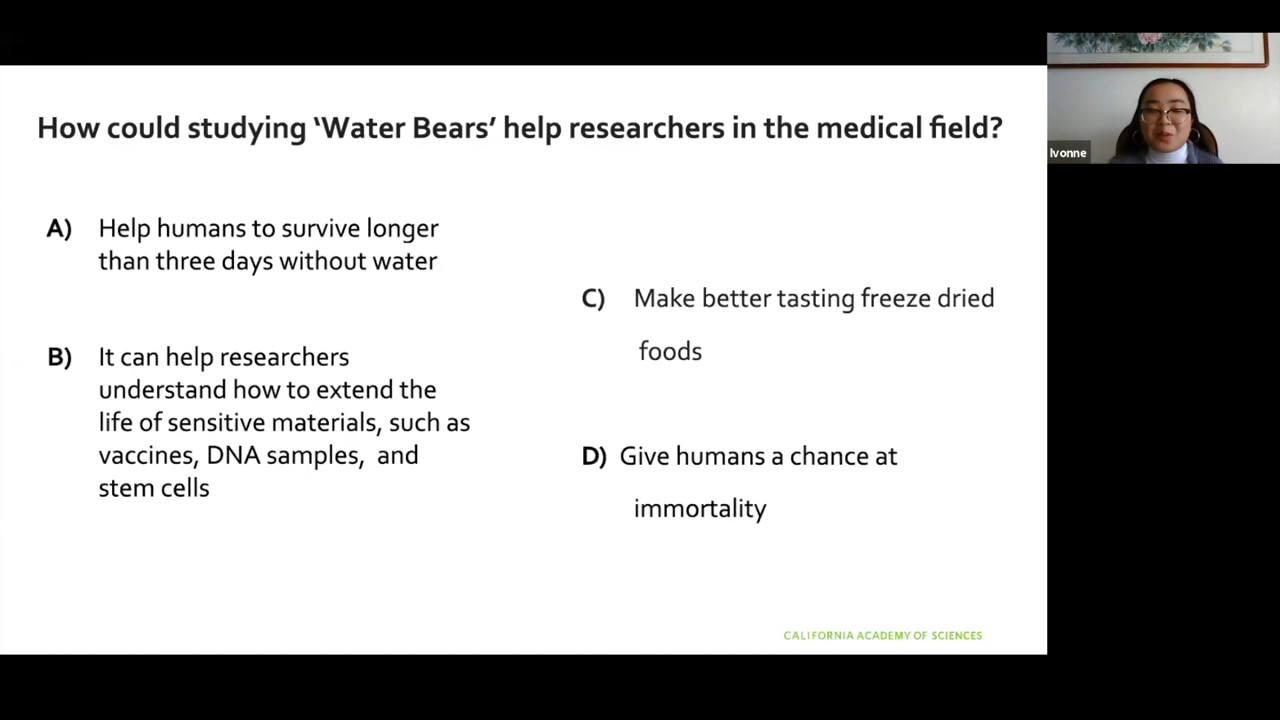 How could studying ‘Water Bears’ help researchers in the medical field?
A) Help humans to survive longer
than three days without water
B) It can help researchers
understand how to extend the
life of sensitive materials, such as
vaccines, DNA samples,  and
stem cells
C) Make better tasting freeze dried
foods
D) Give humans a chance at
immortality
CALIFORNIA ACADEMY OF SCIENCES
Ivonne